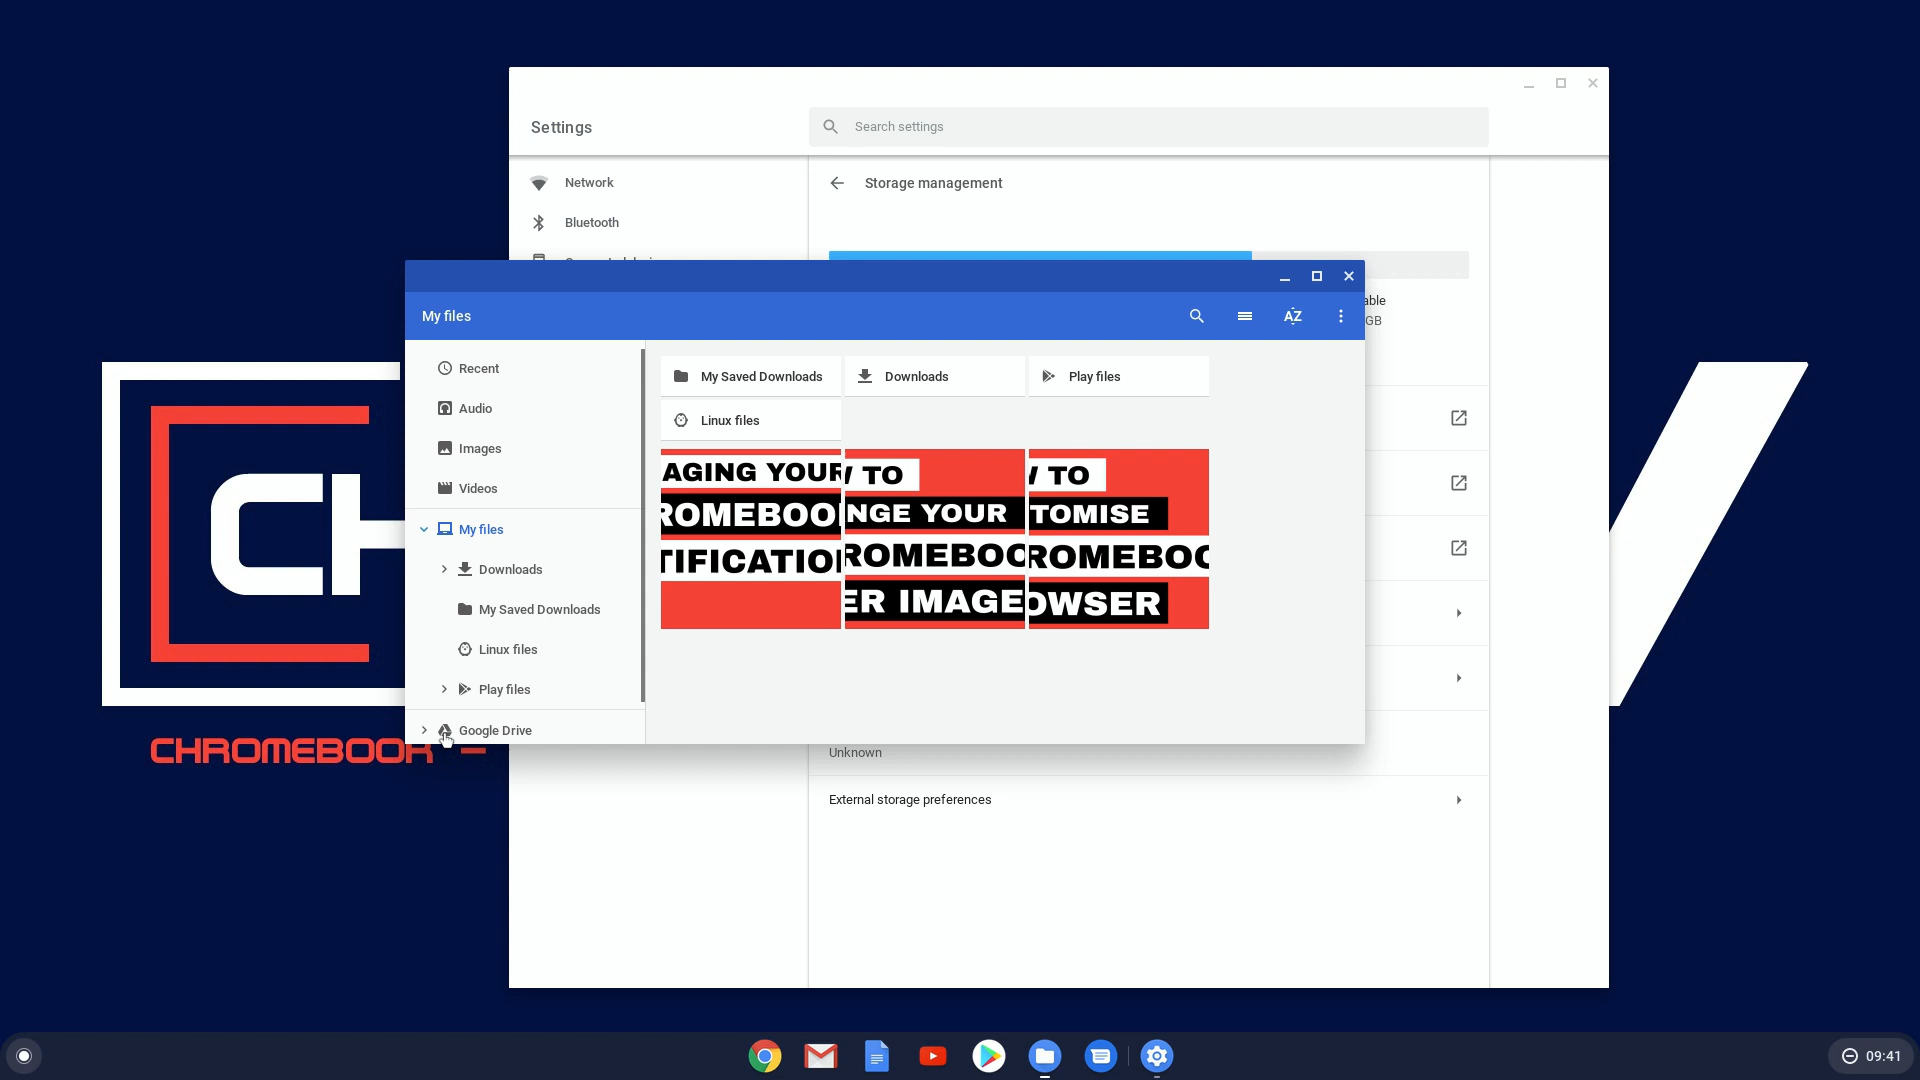 Settings
Search settings
Network
Storage management
Bluetooth
My files
AZ
able
GB
Recent
Audio
Images
Videos
My files
Downloads
My Saved Downloads
Linux files
Play files
Google Drive
My Saved Downloads
Downloads
Play files
Linux files
AGING YOUR
ROMEBOO
TIFICATIO
TO
NGE YOUR
ROMEBOO
ER IMAGE
TO
TOMISE
ROMEBOO
OWSER
CH
CHROMEBOOK –
Unknown
External storage preferences
09:41